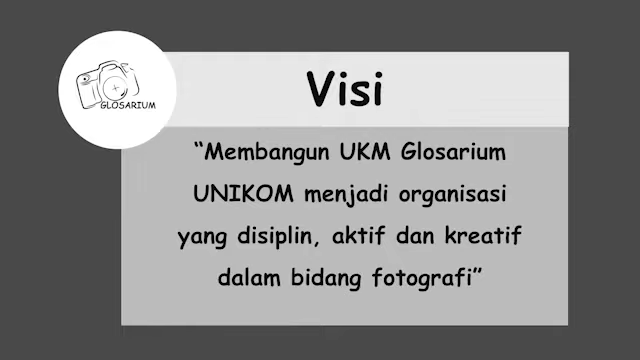 GLOSARIUM
Visi
“Membangun UKM Glosarium
UNIKOM menjadi organisasi
yang disiplin, aktif dan kreatif
dalam bidang fotografi”